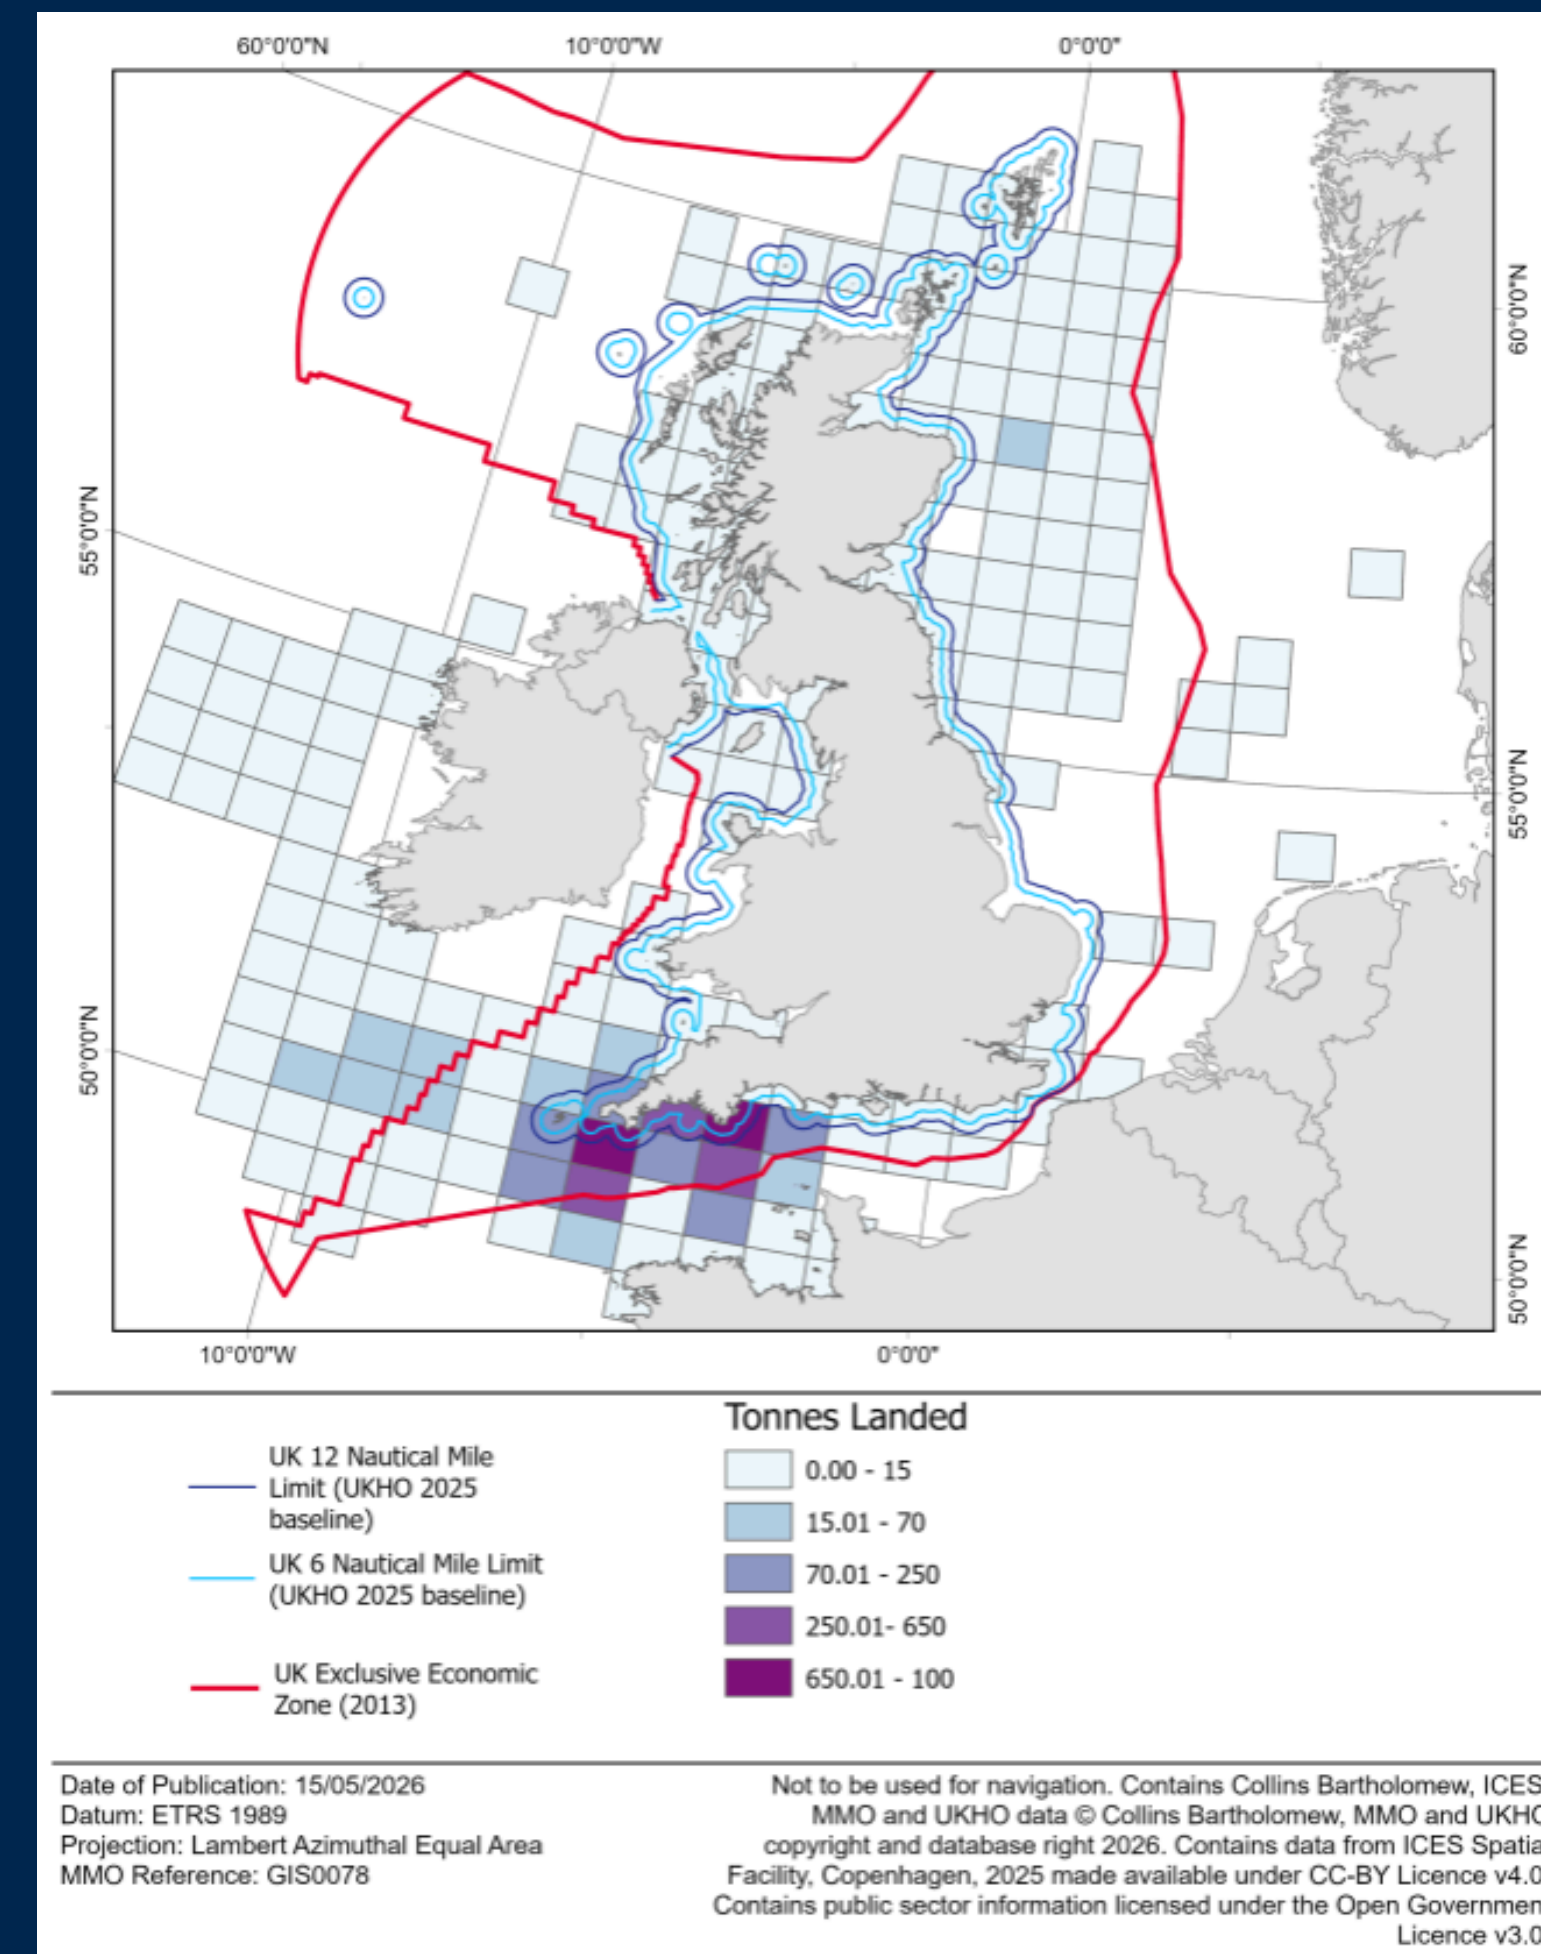 60°0'0"N
10°0'0"W
0°0'0"
55°0'0"N
50°0'0"N
60°0'0"N
55°0'0"N
50°0'0"N
10°0'0"W
0°0'0"
UK 12 Nautical Mile
Limit (UKHO 2025
baseline)
UK 6 Nautical Mile Limit
(UKHO 2025 baseline)
UK Exclusive Economic
Zone (2013)
Tonnes Landed
0.00 - 15
15.01 - 70
70.01 - 250
250.01- 650
650.01 - 100
Date of Publication: 15/05/2026
Datum: ETRS 1989
Projection: Lambert Azimuthal Equal Area
MMO Reference: GIS0078
Not to be used for navigation. Contains Collins Bartholomew, ICES
MMO and UKHO data © Collins Bartholomew, MMO and UKHO
copyright and database right 2026. Contains data from ICES Spatia
Facility, Copenhagen, 2025 made available under CC-BY Licence v4.0
Contains public sector information licensed under the Open Governmen
Licence v3.0